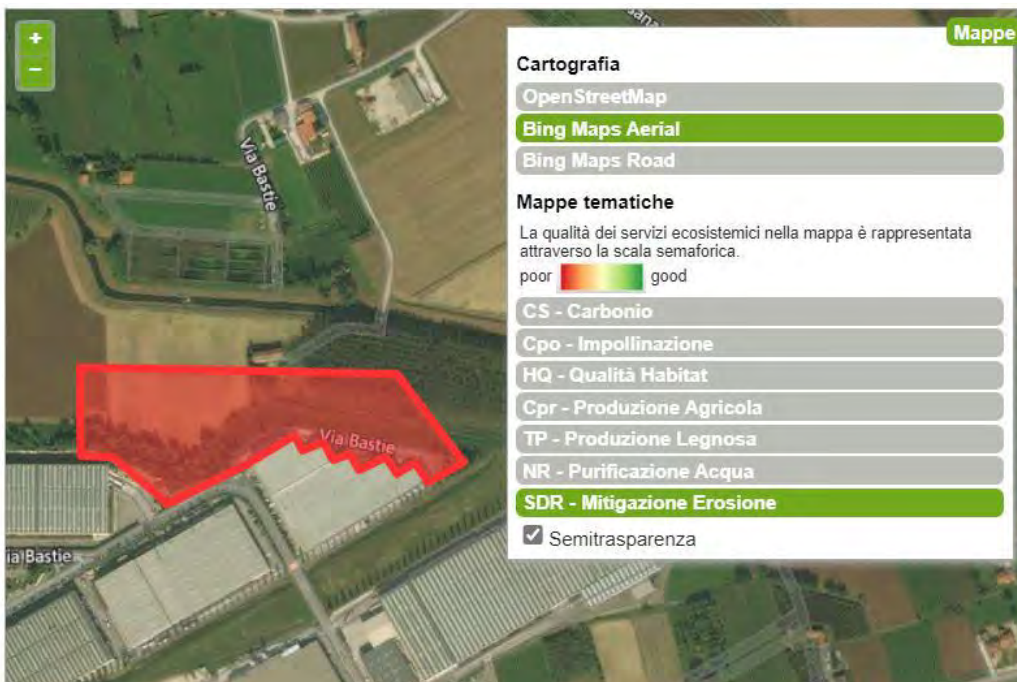 +
−
Mappe
Cartografia
OpenStreetMap
Bing Maps Aerial
Bing Maps Road
Mappe tematiche
La qualità dei servizi ecosistemici nella mappa è rappresentata
attraverso la scala semaforica.
poor good
CS - Carbonio
Cpo - Impollinazione
HQ - Qualità Habitat
Cpr - Produzione Agricola
TP - Produzione Legnosa
NR - Purificazione Acqua
SDR - Mitigazione Erosione
Semitrasparenza
Via Bastie
Via Bastie
ia Bastie